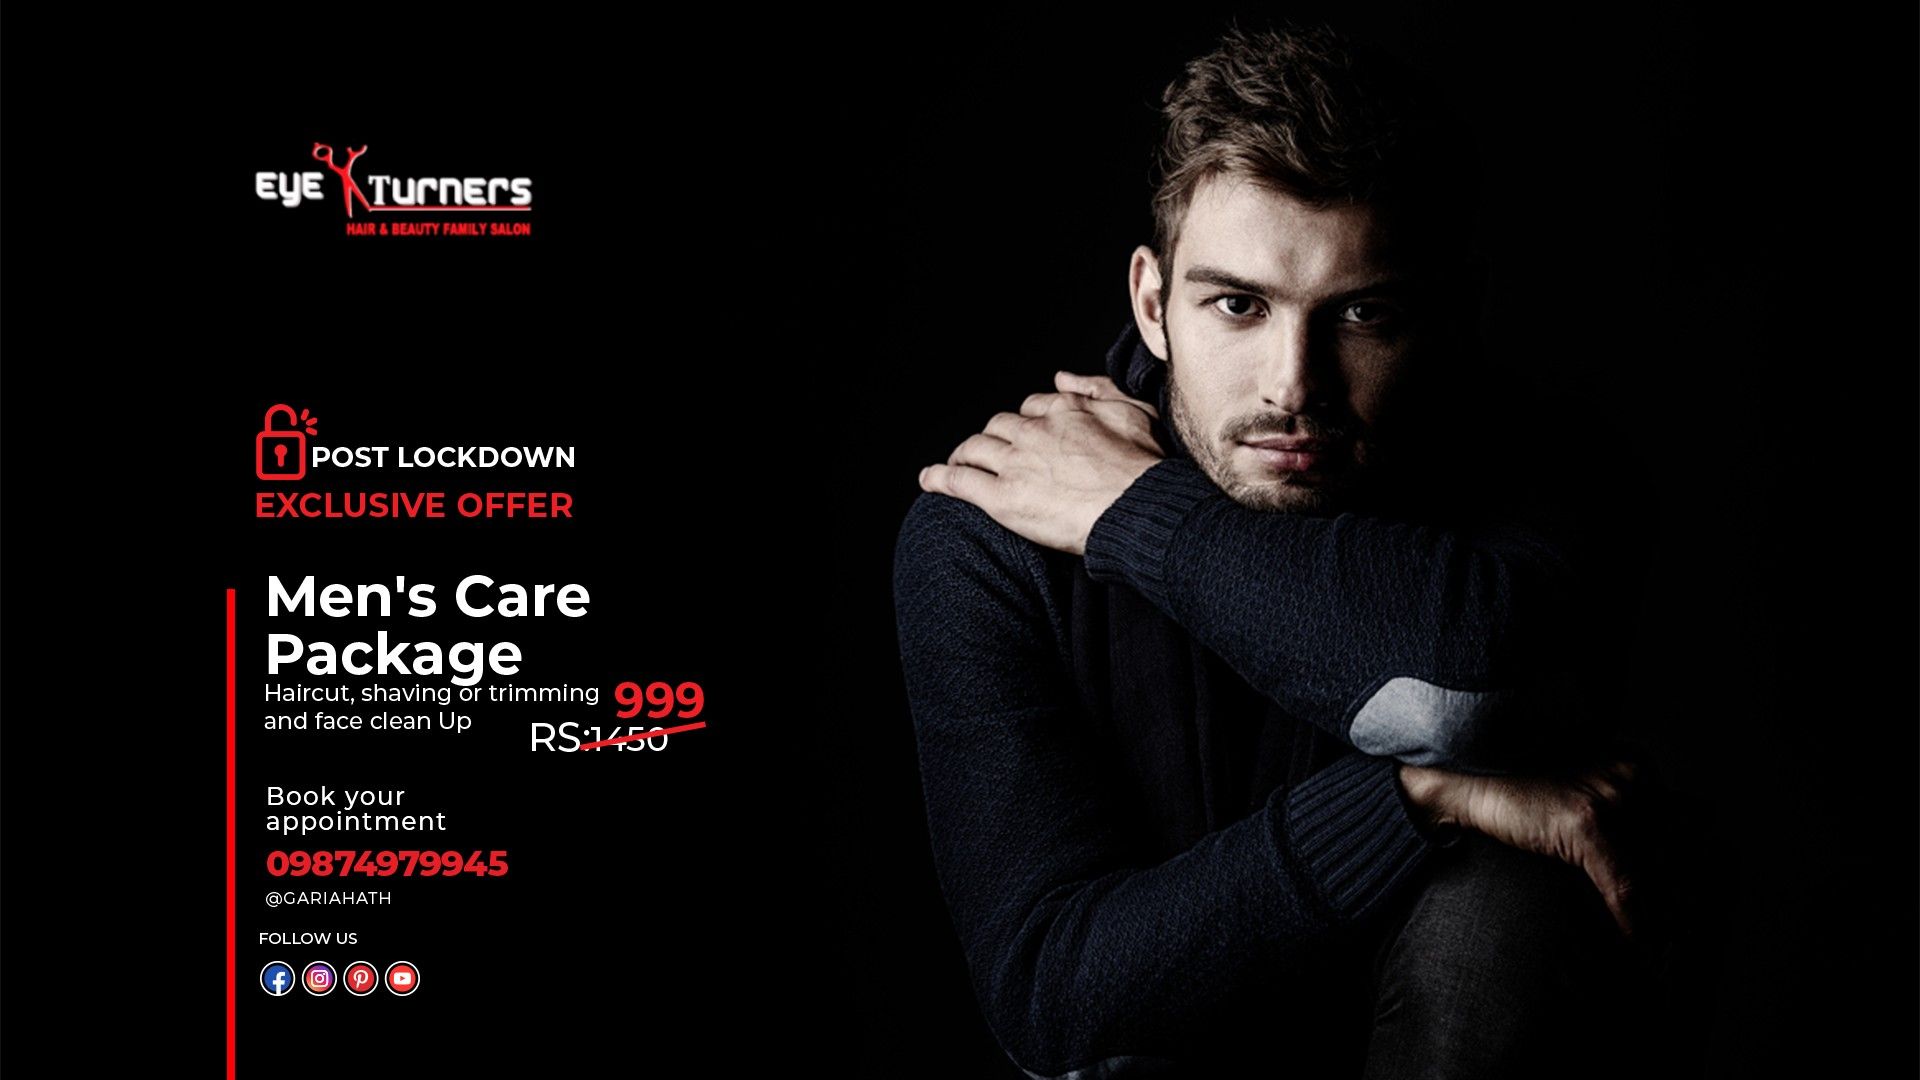 EYE TURNERS
HAIR & BEAUTY FAMILY SALON
POST LOCKDOWN
EXCLUSIVE OFFER
Men's Care
Package
Haircut, shaving or trimming
and face clean Up
999
RS:1450
Book your
appointment
09874979945
@GARIAHATH
FOLLOW US